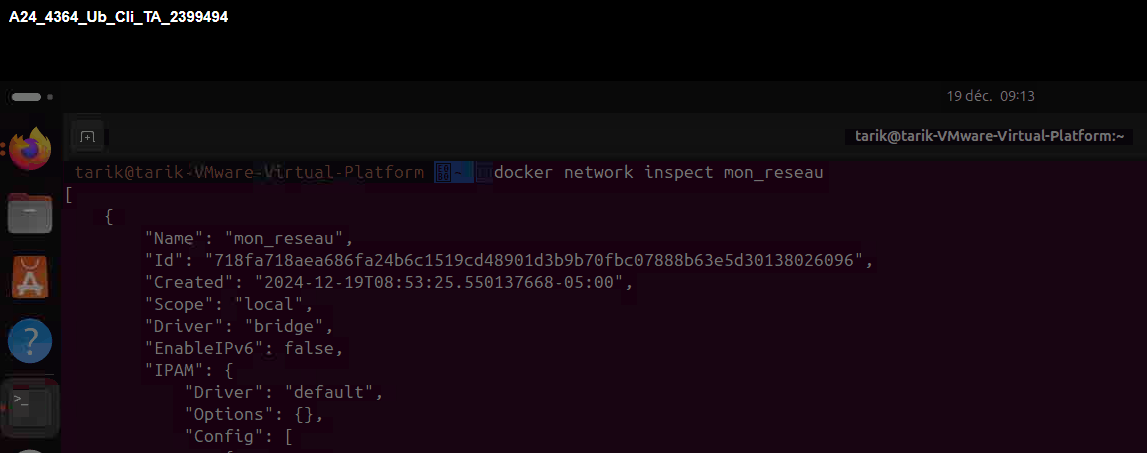 A24_4364_Ub_Cli_TA_2399494
19 déc. 09:13
tarik@tarik-VMware-Virtual-Platform:~
tarik@tarik-VMware-Virtual-Platform ~ docker network inspect mon_reseau
[
{
"Name": "mon_reseau",
"Id": "718fa718aea686fa24b6c1519cd48901d3b9b70fbc07888b63e5d30138026096",
"Created": "2024-12-19T08:53:25.550137668-05:00",
"Scope": "local",
"Driver": "bridge",
"EnableIPv6": false,
"IPAM": {
"Driver": "default",
"Options": {},
"Config": [